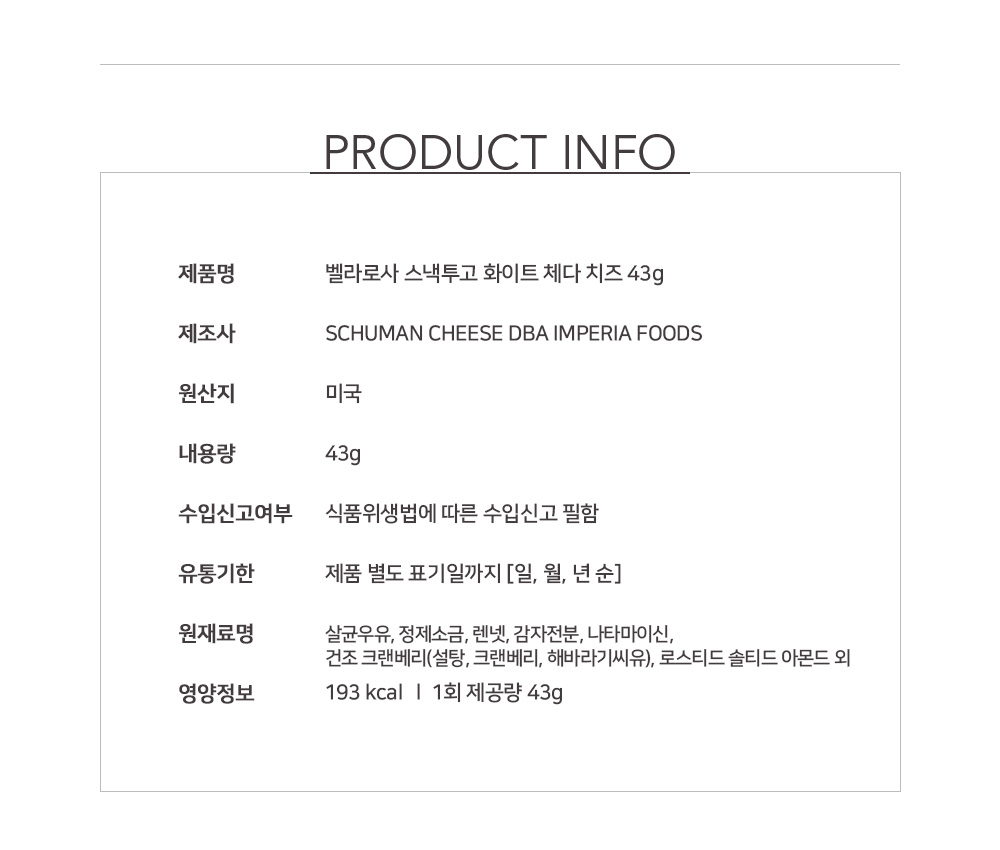 PRODUCT INFO
제품명 벨라로사 스낵투고 화이트 체다 치즈 43g
제조사 SCHUMAN CHEESE DBA IMPERIA FOODS
원산지 미국
내용량 43g
수입신고여부 식품위생법에 따른 수입신고 필함
유통기한 제품 별도 표기일까지 [일, 월, 년 순]
원재료명 살균우유, 정제소금, 렌넷, 감자전분, 나타마이신,
건조 크랜베리(설탕, 크랜베리, 해바라기씨유), 로스티드 솔티드 아몬드 외
영양정보 193 kcal ㅣ 1회 제공량 43g